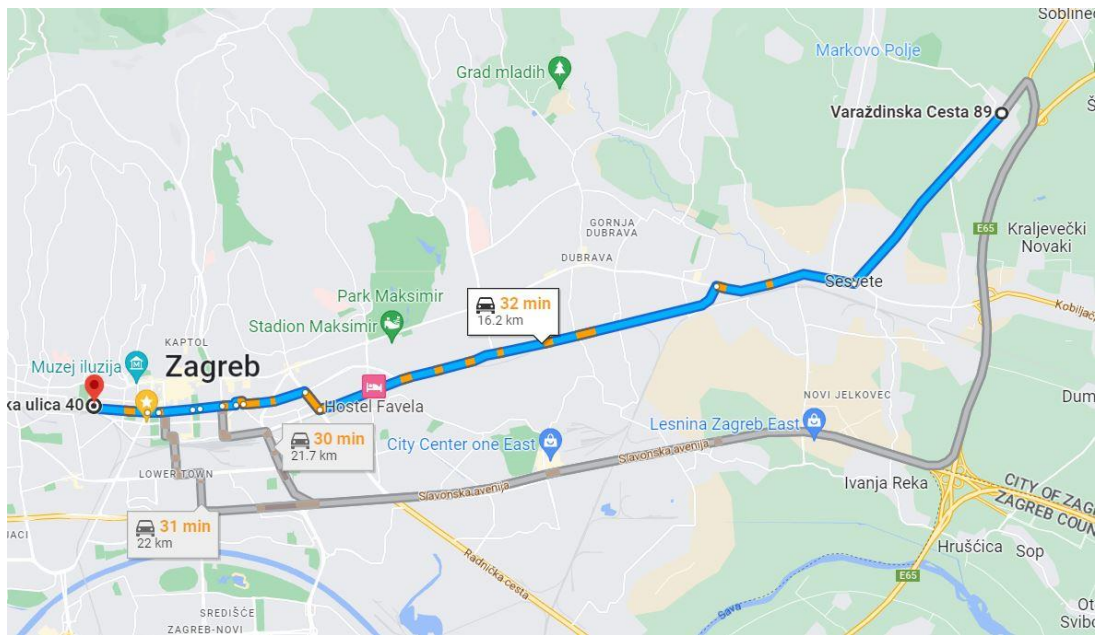 Soblinec
Markovo Polje
Grad mladih
Varaždinska Cesta 89
E65
Kraljevečki
Novaki
GORNJA
DUBRAVA
DUBRAVA
Sesvete
32 min
16.2 km
Park Maksimir
Stadion Maksimir
KAPTOL
Muzej iluzija
Zagreb
ka ulica 40
Hostel Favela
NOVI JELKOVEC
Lesnina Zagreb East
City Center one East
30 min
21.7 km
Slavonska avenija
Slavonska avenija
LOWER TOWN
Ivanja Reka
31 min
22 km
CITY OF ZAG
ZAGREB COUN
Hrušćica
Sop
Radnička cesta
E65
Sava
SREDIŠĆE
ZAGREB-NOVI
Kobiljač
Dum
JACI
Ot
Svibo
Š